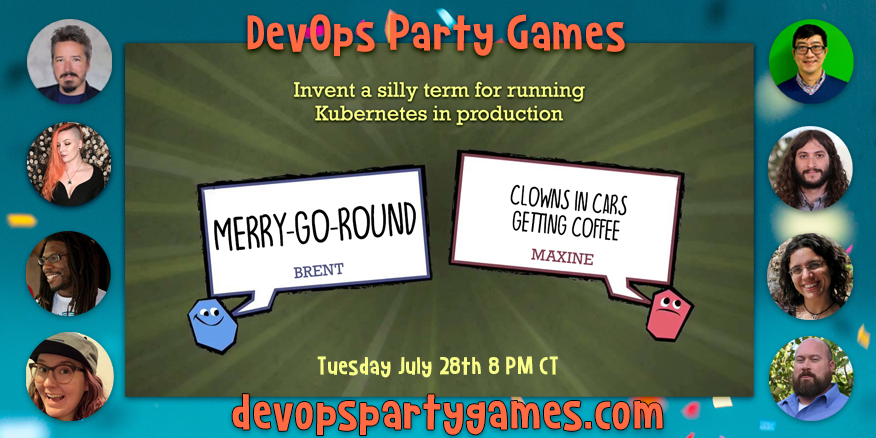 DevOps Party Games
Invent a silly term for running
Kubernetes in production
MERRY-GO-ROUND
BRENT
CLOWNS IN CARS
GETTING COFFEE
MAXINE
Tuesday July 28th 8 PM CT
devopspartygames.com